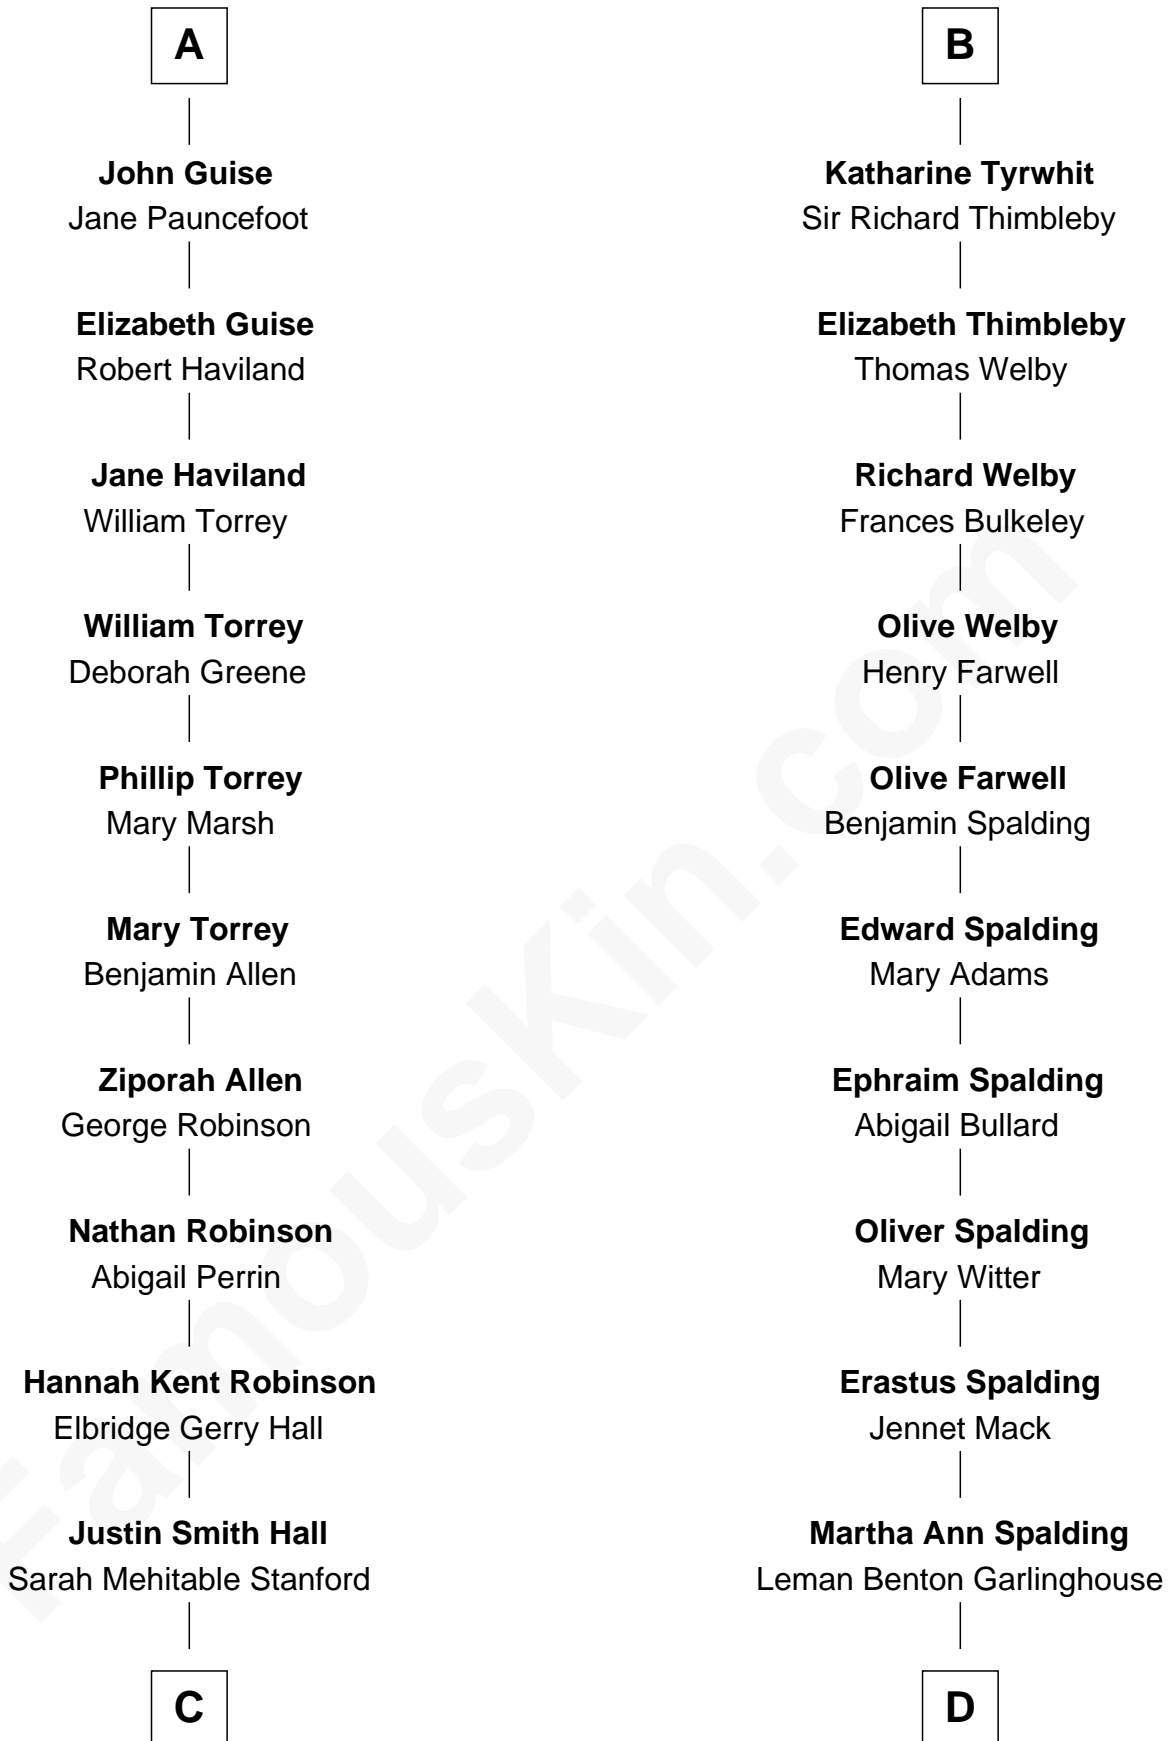 A
John Guise
Jane Pauncefoot
Elizabeth Guise
Robert Haviland
Jane Haviland
William Torrey
William Torrey
Deborah Greene
Phillip Torrey
Mary Marsh
Mary Torrey
Benjamin Allen
Ziporah Allen
George Robinson
Nathan Robinson
Abigail Perrin
Hannah Kent Robinson
Elbridge Gerry Hall
Justin Smith Hall
Sarah Mehitable Stanford
C
B
Katharine Tyrwhit
Sir Richard Thimbleby
Elizabeth Thimbleby
Thomas Welby
Richard Welby
Frances Bulkeley
Olive Welby
Henry Farwell
Olive Farwell
Benjamin Spalding
Edward Spalding
Mary Adams
Ephraim Spalding
Abigail Bullard
Oliver Spalding
Mary Witter
Erastus Spalding
Jennet Mack
Martha Ann Spalding
Leman Benton Garlinghouse
D
FamousKin.com